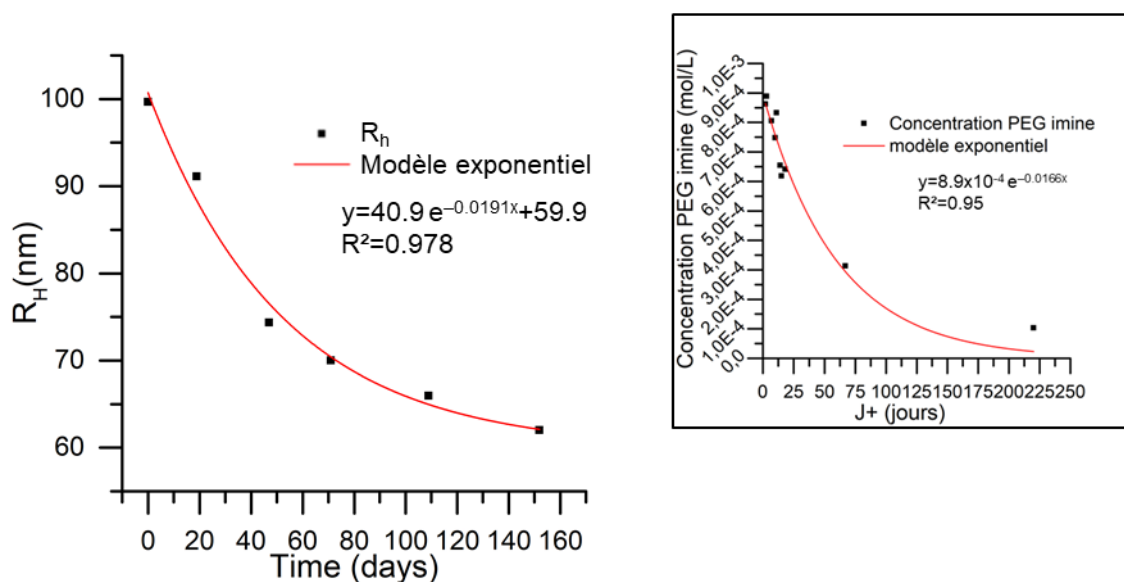 100
90
80
70
60
R_H(nm)
R_h
Modèle exponentiel
y=40.9 e^–0.0191x+59.9
R²=0.978
0 20 40 60 80 100 120 140 160
Time (days)
Concentration PEG imine (mol/L)
1,0E-3
9,0E-4
8,0E-4
7,0E-4
6,0E-4
5,0E-4
4,0E-4
3,0E-4
2,0E-4
1,0E-4
0,0
Concentration PEG imine
modèle exponentiel
y=8.9x10^-4 e^–0.0166x
R²=0.95
0 25 50 75 100 125 150 175 200 225 250
J+ (jours)